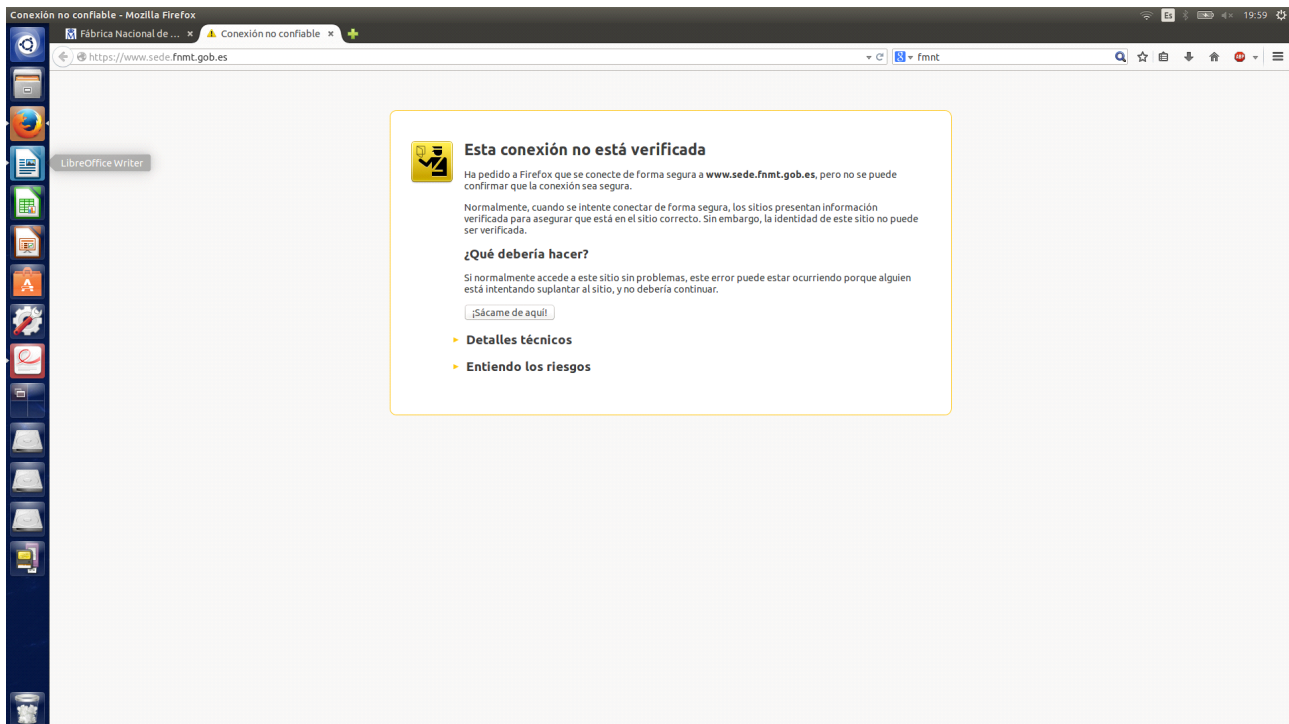 Conexión no confiable - Mozilla Firefox
Es
19:59
Fábrica Nacional de ... ×
Conexión no confiable ×
https://www.sede.fnmt.gob.es
8
fmnt
ABP
LibreOffice Writer
Esta conexión no está verificada
Ha pedido a Firefox que se conecte de forma segura a www.sede.fnmt.gob.es, pero no se puede
confirmar que la conexión sea segura.
Normalmente, cuando se intente conectar de forma segura, los sitios presentan información
verificada para asegurar que está en el sitio correcto. Sin embargo, la identidad de este sitio no puede
ser verificada.
¿Qué debería hacer?
Si normalmente accede a este sitio sin problemas, este error puede estar ocurriendo porque alguien
está intentando suplantar al sitio, y no debería continuar.
¡Sácame de aquí!
Detalles técnicos
Entiendo los riesgos